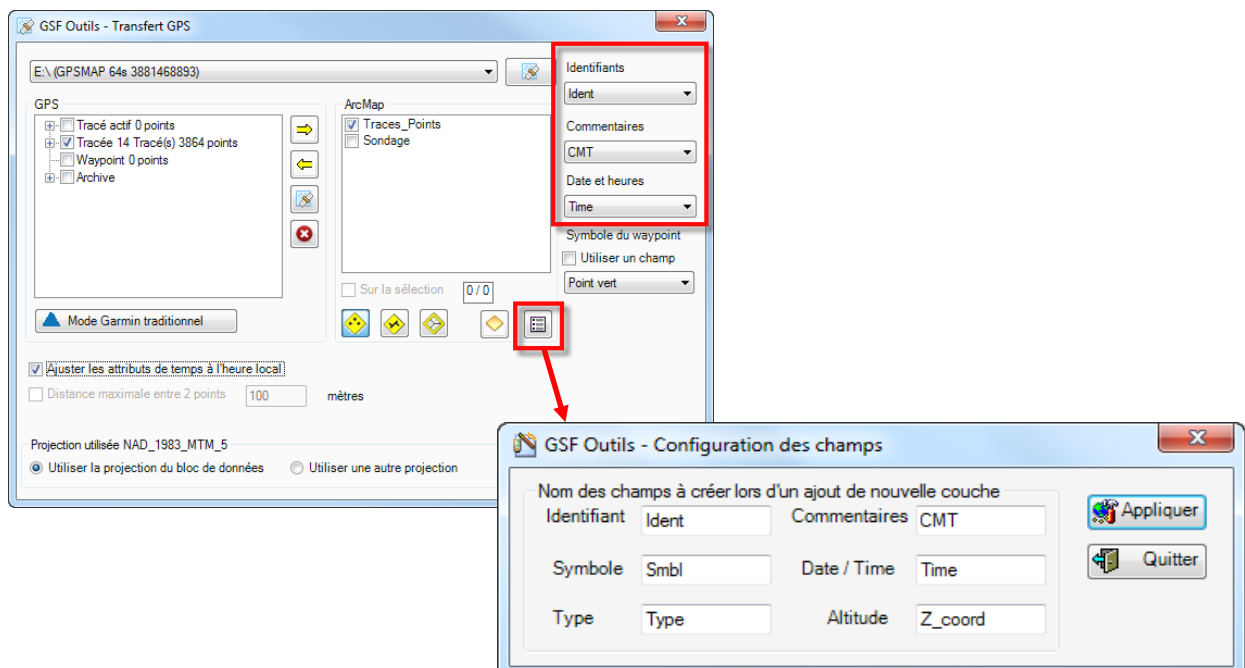 GSF Outils - Transfert GPS
E:\ (GPSMAP 64s 3881468893)
GPS
Tracé actif 0 points
Tracée 14 Tracé(s) 3864 points
Waypoint 0 points
Archive
Mode Garmin traditionnel
ArcMap
Traces_Points
Sondage
Sur la sélection 0 / 0
Identifiants
Ident
Commentaires
CMT
Date et heures
Time
Symbole du waypoint
Utiliser un champ
Point vert
Ajuster les attributs de temps à l'heure local
Distance maximale entre 2 points 100 mètres
Projection utilisée NAD_1983_MTM_5
Utiliser la projection du bloc de données Utiliser une autre projection
GSF Outils - Configuration des champs
Nom des champs à créer lors d'un ajout de nouvelle couche
Identifiant Ident Commentaires CMT
Symbole Smbl Date / Time Time
Type Type Altitude Z_coord
Appliquer
Quitter